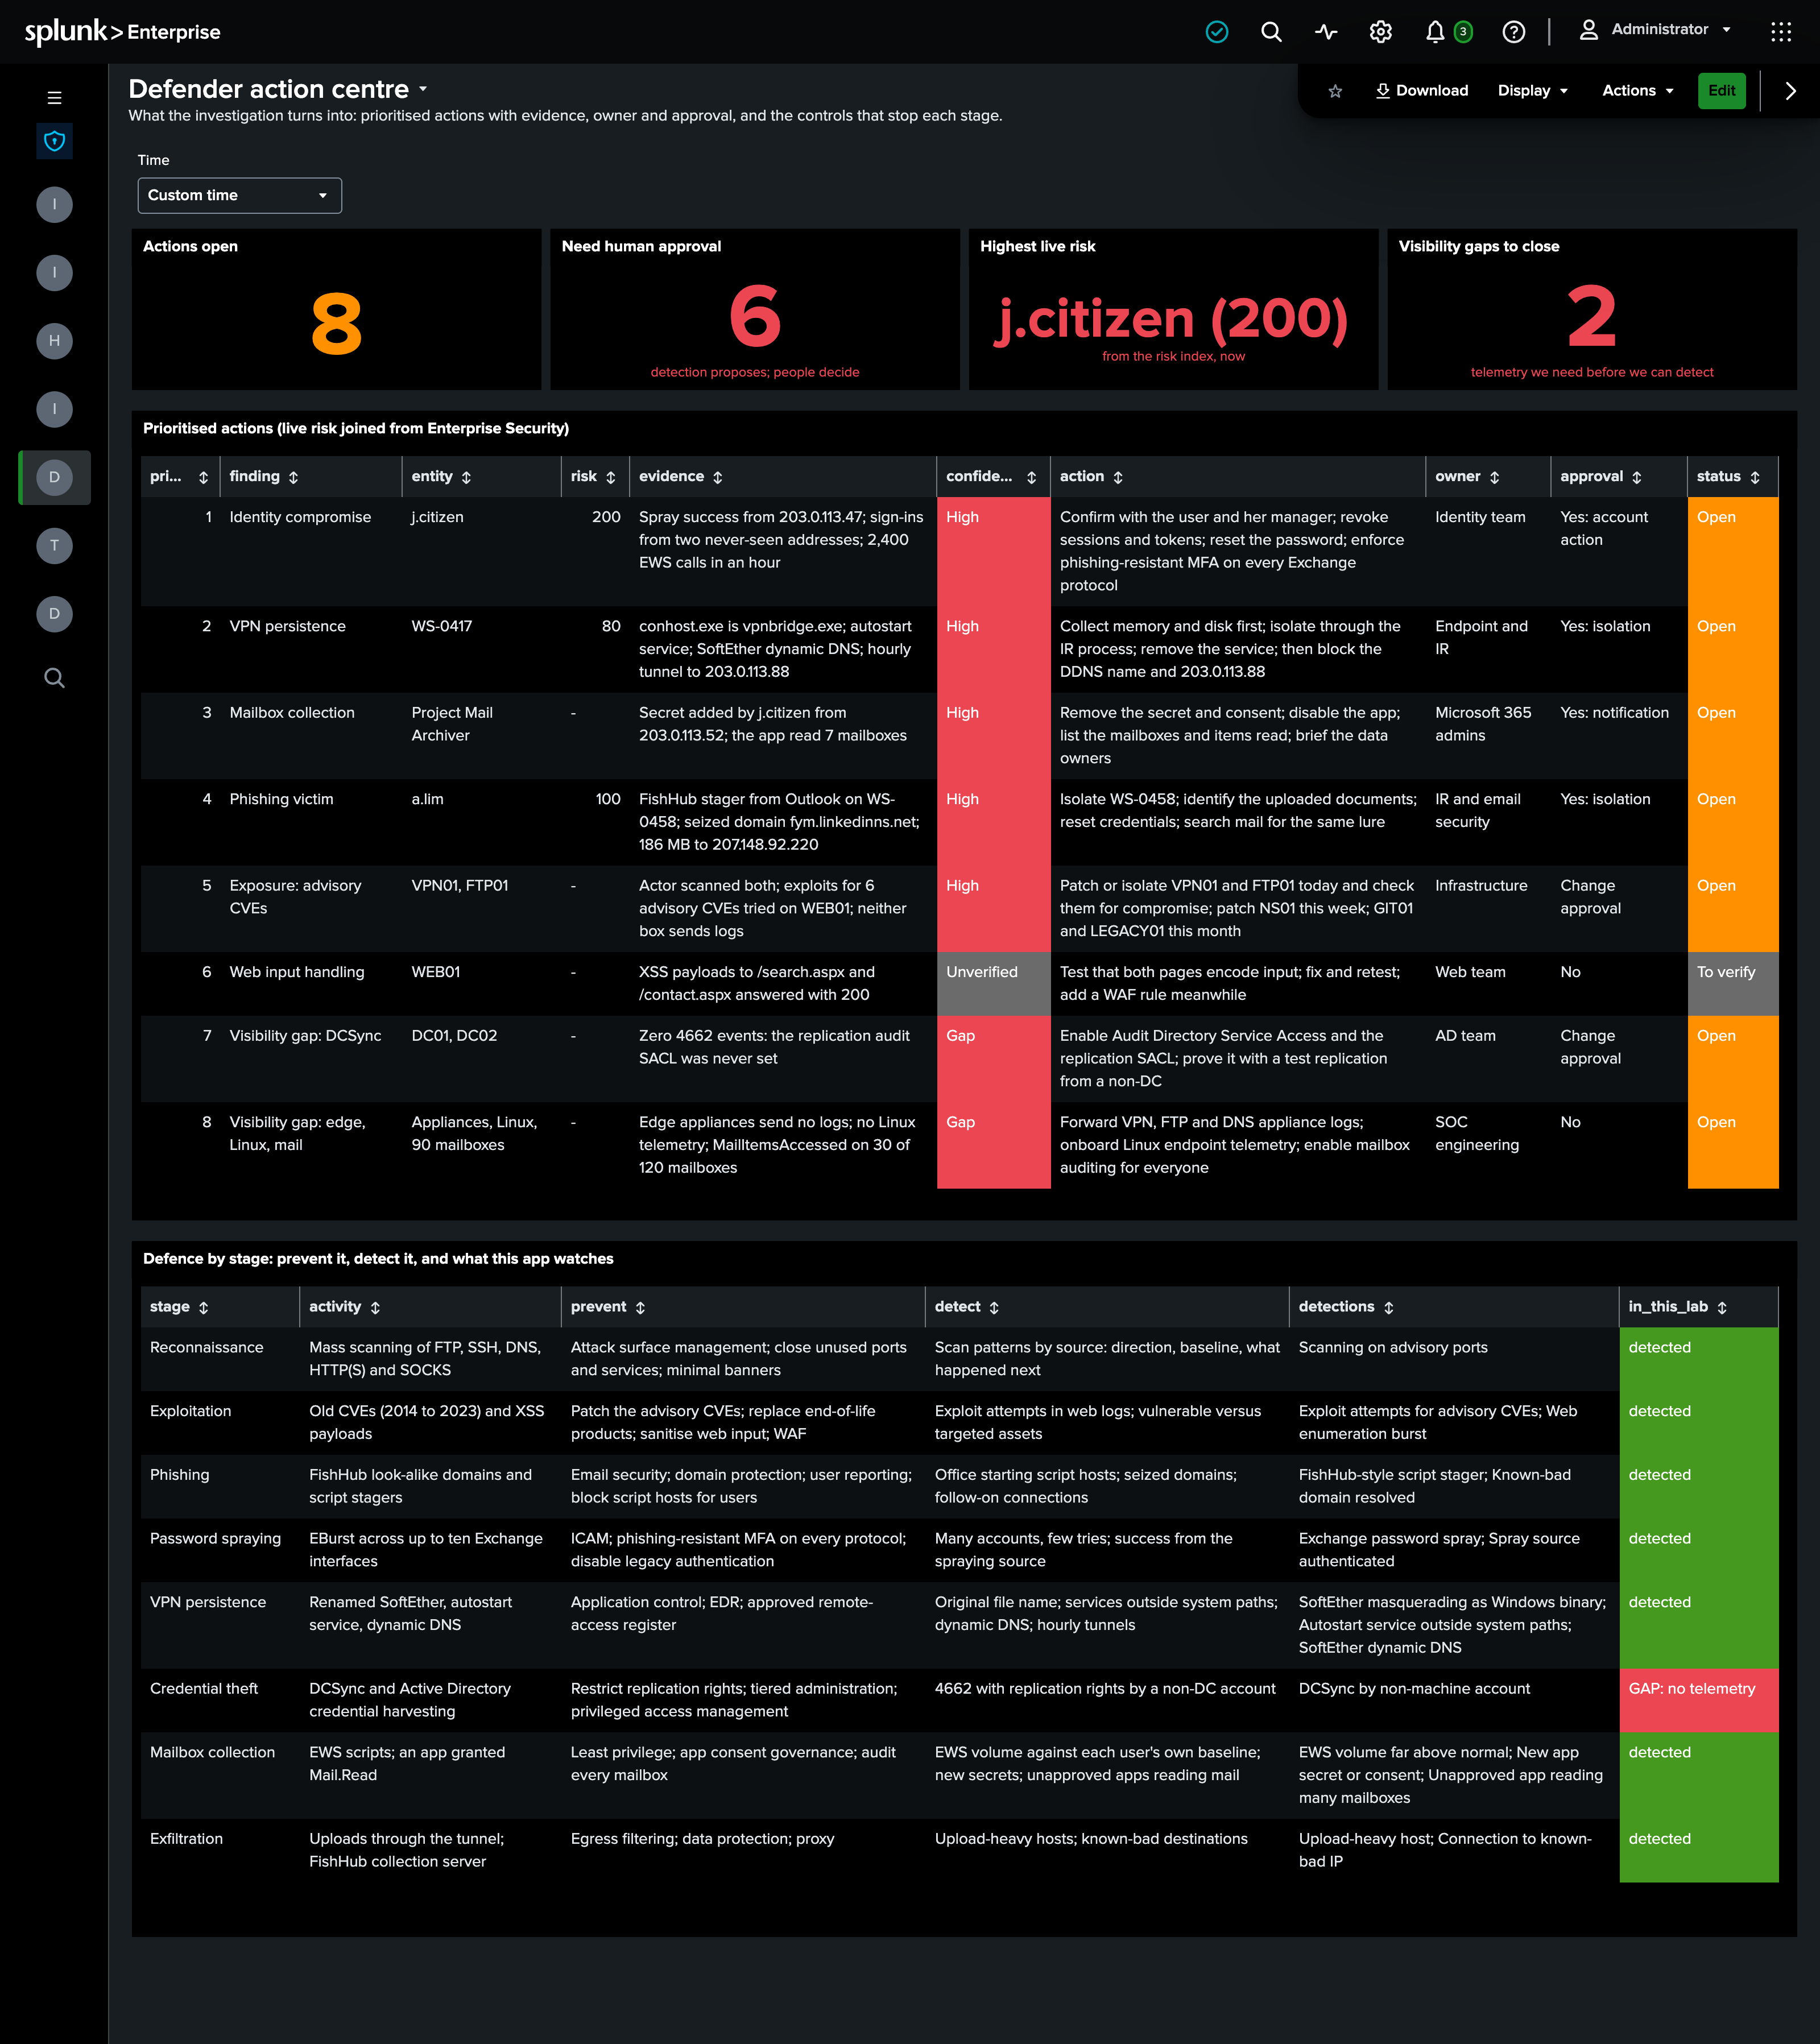 splunk> Enterprise
3
Administrator
Defender action centre
What the investigation turns into: prioritised actions with evidence, owner and approval, and the controls that stop each stage.
Download
Display
Actions
Edit
I
I
H
I
D
T
D
Time
Custom time
Actions open
8
Need human approval
6
detection proposes; people decide
Highest live risk
j.citizen (200)
from the risk index, now
Visibility gaps to close
2
telemetry we need before we can detect
Prioritised actions (live risk joined from Enterprise Security)
pri... finding entity risk evidence confide... action owner approval status
1 Identity compromise j.citizen 200 Spray success from 203.0.113.47; sign-ins High Confirm with the user and her manager; revoke Identity team Yes: account Open
from two never-seen addresses; 2,400 sessions and tokens; reset the password; enforce action
EWS calls in an hour phishing-resistant MFA on every Exchange
protocol
2 VPN persistence WS-0417 80 conhost.exe is vpnbridge.exe; autostart High Collect memory and disk first; isolate through the Endpoint and Yes: isolation Open
service; SoftEther dynamic DNS; hourly IR process; remove the service; then block the IR
tunnel to 203.0.113.88 DDNS name and 203.0.113.88
3 Mailbox collection Project Mail - Secret added by j.citizen from High Remove the secret and consent; disable the app; Microsoft 365 Yes: notification Open
Archiver 203.0.113.52; the app read 7 mailboxes list the mailboxes and items read; brief the data admins
owners
4 Phishing victim a.lim 100 FishHub stager from Outlook on WS- High Isolate WS-0458; identify the uploaded documents; IR and email Yes: isolation Open
0458; seized domain fym.linkedinns.net; reset credentials; search mail for the same lure security
186 MB to 207.148.92.220
5 Exposure: advisory VPN01, FTP01 - Actor scanned both; exploits for 6 High Patch or isolate VPN01 and FTP01 today and check Infrastructure Change Open
CVEs advisory CVEs tried on WEB01; neither them for compromise; patch NS01 this week; GIT01 approval
box sends logs and LEGACY01 this month
6 Web input handling WEB01 - XSS payloads to /search.aspx and Unverified Test that both pages encode input; fix and retest; Web team No To verify
/contact.aspx answered with 200 add a WAF rule meanwhile
7 Visibility gap: DCSync DC01, DC02 - Zero 4662 events: the replication audit Gap Enable Audit Directory Service Access and the AD team Change Open
SACL was never set replication SACL; prove it with a test replication approval
from a non-DC
8 Visibility gap: edge, Appliances, Linux, - Edge appliances send no logs; no Linux Gap Forward VPN, FTP and DNS appliance logs; SOC No Open
Linux, mail 90 mailboxes telemetry; MailItemsAccessed on 30 of onboard Linux endpoint telemetry; enable mailbox engineering
120 mailboxes auditing for everyone
Defence by stage: prevent it, detect it, and what this app watches
stage activity prevent detect detections in_this_lab
Reconnaissance Mass scanning of FTP, SSH, DNS, Attack surface management; close unused ports Scan patterns by source: direction, baseline, what Scanning on advisory ports detected
HTTP(S) and SOCKS and services; minimal banners happened next
Exploitation Old CVEs (2014 to 2023) and XSS Patch the advisory CVEs; replace end-of-life Exploit attempts in web logs; vulnerable versus Exploit attempts for advisory CVEs; Web detected
payloads products; sanitise web input; WAF targeted assets enumeration burst
Phishing FishHub look-alike domains and Email security; domain protection; user reporting; Office starting script hosts; seized domains; FishHub-style script stager; Known-bad detected
script stagers block script hosts for users follow-on connections domain resolved
Password spraying EBurst across up to ten Exchange ICAM; phishing-resistant MFA on every protocol; Many accounts, few tries; success from the Exchange password spray; Spray source detected
interfaces disable legacy authentication spraying source authenticated
VPN persistence Renamed SoftEther, autostart Application control; EDR; approved remote- Original file name; services outside system paths; SoftEther masquerading as Windows binary; detected
service, dynamic DNS access register dynamic DNS; hourly tunnels Autostart service outside system paths;
SoftEther dynamic DNS
Credential theft DCSync and Active Directory Restrict replication rights; tiered administration; 4662 with replication rights by a non-DC account DCSync by non-machine account GAP: no telemetry
credential harvesting privileged access management
Mailbox collection EWS scripts; an app granted Least privilege; app consent governance; audit EWS volume against each user's own baseline; EWS volume far above normal; New app detected
Mail.Read every mailbox new secrets; unapproved apps reading mail secret or consent; Unapproved app reading
many mailboxes
Exfiltration Uploads through the tunnel; Egress filtering; data protection; proxy Upload-heavy hosts; known-bad destinations Upload-heavy host; Connection to known- detected
FishHub collection server bad IP